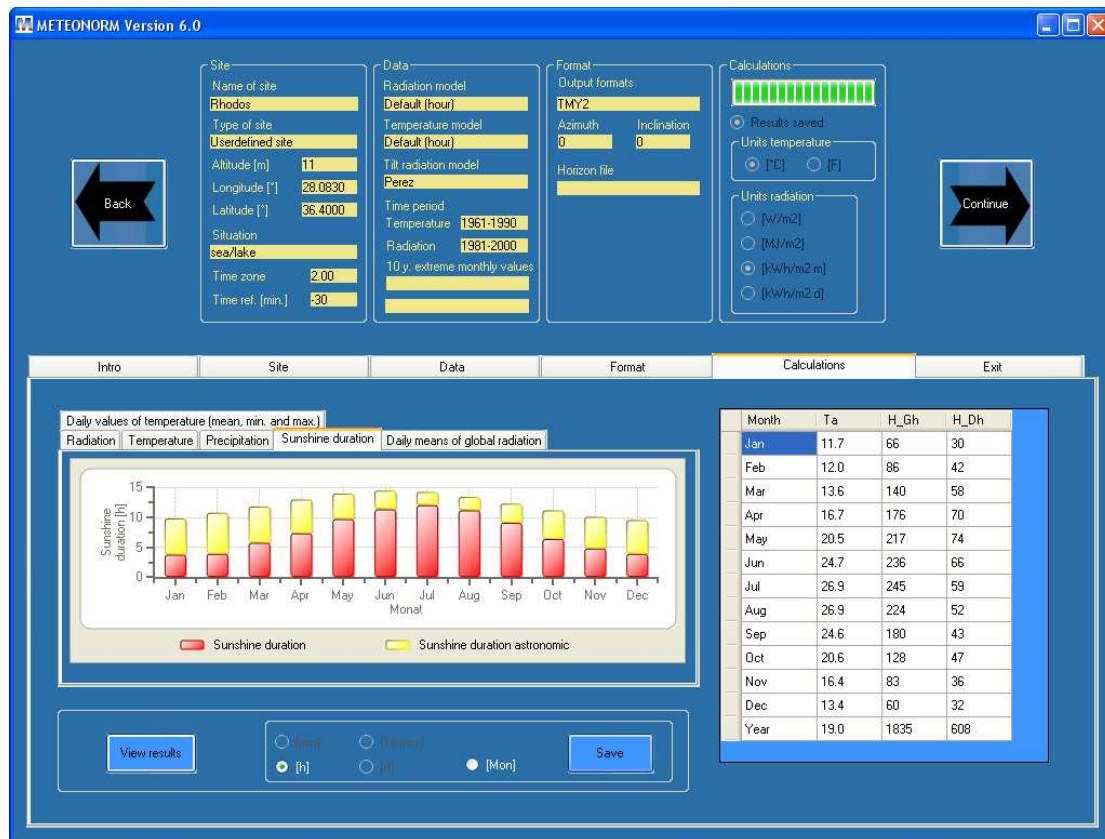 METEONORM Version 6.0
Back
Site
Name of site
Rhodos
Type of site
Userdefined site
Altitude [m] 11
Longitude [°] 28.0830
Latitude [°] 36.4000
Situation
sea/lake
Time zone 2.00
Time ref. [min.] -30
Data
Radiation model
Default (hour)
Temperature model
Default (hour)
Tilt radiation model
Perez
Time period
Temperature 1961-1990
Radiation 1981-2000
10 y. extreme monthly values
Format
Output formats
TMY2
Azimuth Inclination
0 0
Horizon file
Calculations
Results saved
Units temperature
[°C] [F]
Units radiation
[W/m2]
[MJ/m2]
[kWh/m2 m]
[kWh/m2 d]
Continue
Intro Site Data Format Calculations Exit
Daily values of temperature (mean, min. and max.)
Radiation Temperature Precipitation Sunshine duration Daily means of global radiation
Sunshine
duration [h]
15
10
5
0
Jan Feb Mar Apr May Jun Jul Aug Sep Oct Nov Dec
Monat
Sunshine duration Sunshine duration astronomic
View results
[h] [Mon]
Save
Month Ta H_Gh H_Dh
Jan 11.7 66 30
Feb 12.0 86 42
Mar 13.6 140 58
Apr 16.7 176 70
May 20.5 217 74
Jun 24.7 236 66
Jul 26.9 245 59
Aug 26.9 224 52
Sep 24.6 180 43
Oct 20.6 128 47
Nov 16.4 83 36
Dec 13.4 60 32
Year 19.0 1835 608